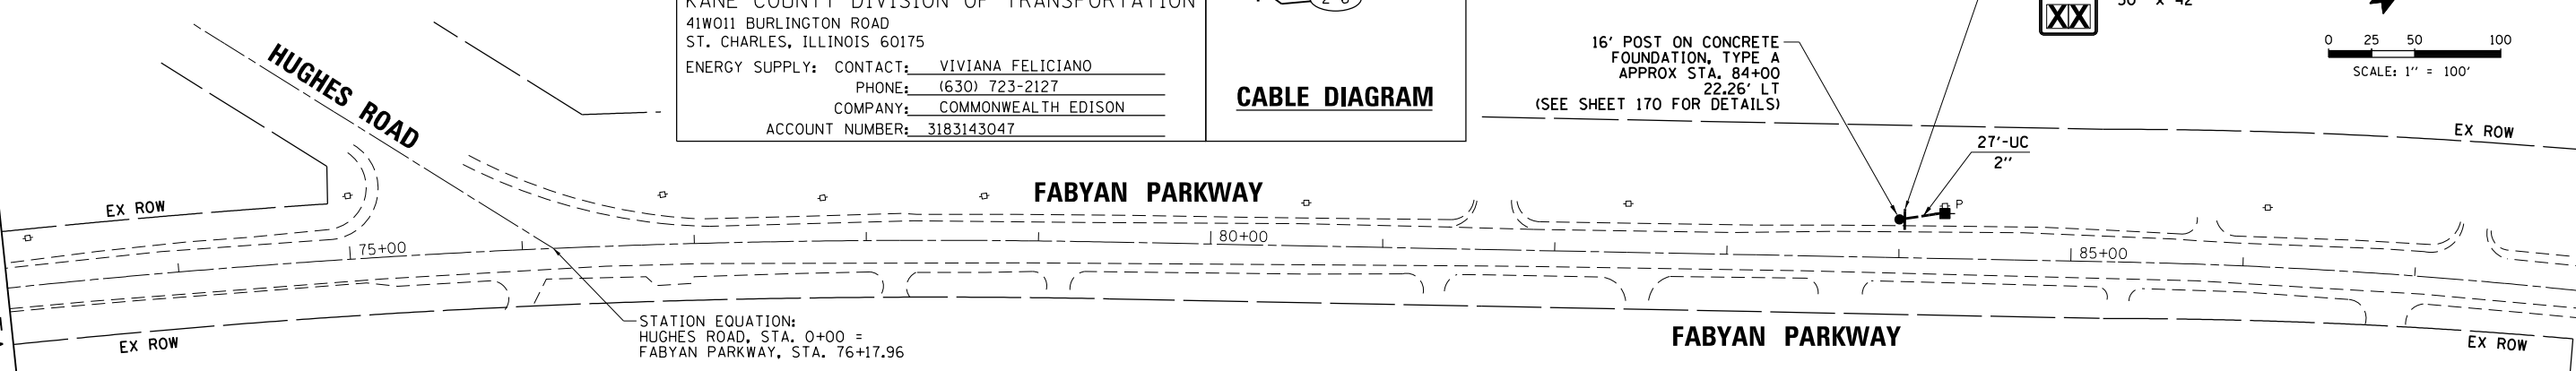 KANE COUNTY DIVISION OF TRANSPORTATION
41W011 BURLINGTON ROAD
ST. CHARLES, ILLINOIS 60175
ENERGY SUPPLY: CONTACT: VIVIANA FELICIANO
PHONE: (630) 723-2127
COMPANY: COMMONWEALTH EDISON
ACCOUNT NUMBER: 3183143047
CABLE DIAGRAM
16' POST ON CONCRETE
FOUNDATION, TYPE A
APPROX STA. 84+00
22.26' LT
(SEE SHEET 170 FOR DETAILS)
XX
0 25 50 100
SCALE: 1" = 100'
HUGHES ROAD
EX ROW
27'-UC
2"
EX ROW
FABYAN PARKWAY
P
75+00
80+00
85+00
STATION EQUATION:
HUGHES ROAD, STA. 0+00 =
FABYAN PARKWAY, STA. 76+17.96
EX ROW
FABYAN PARKWAY
EX ROW